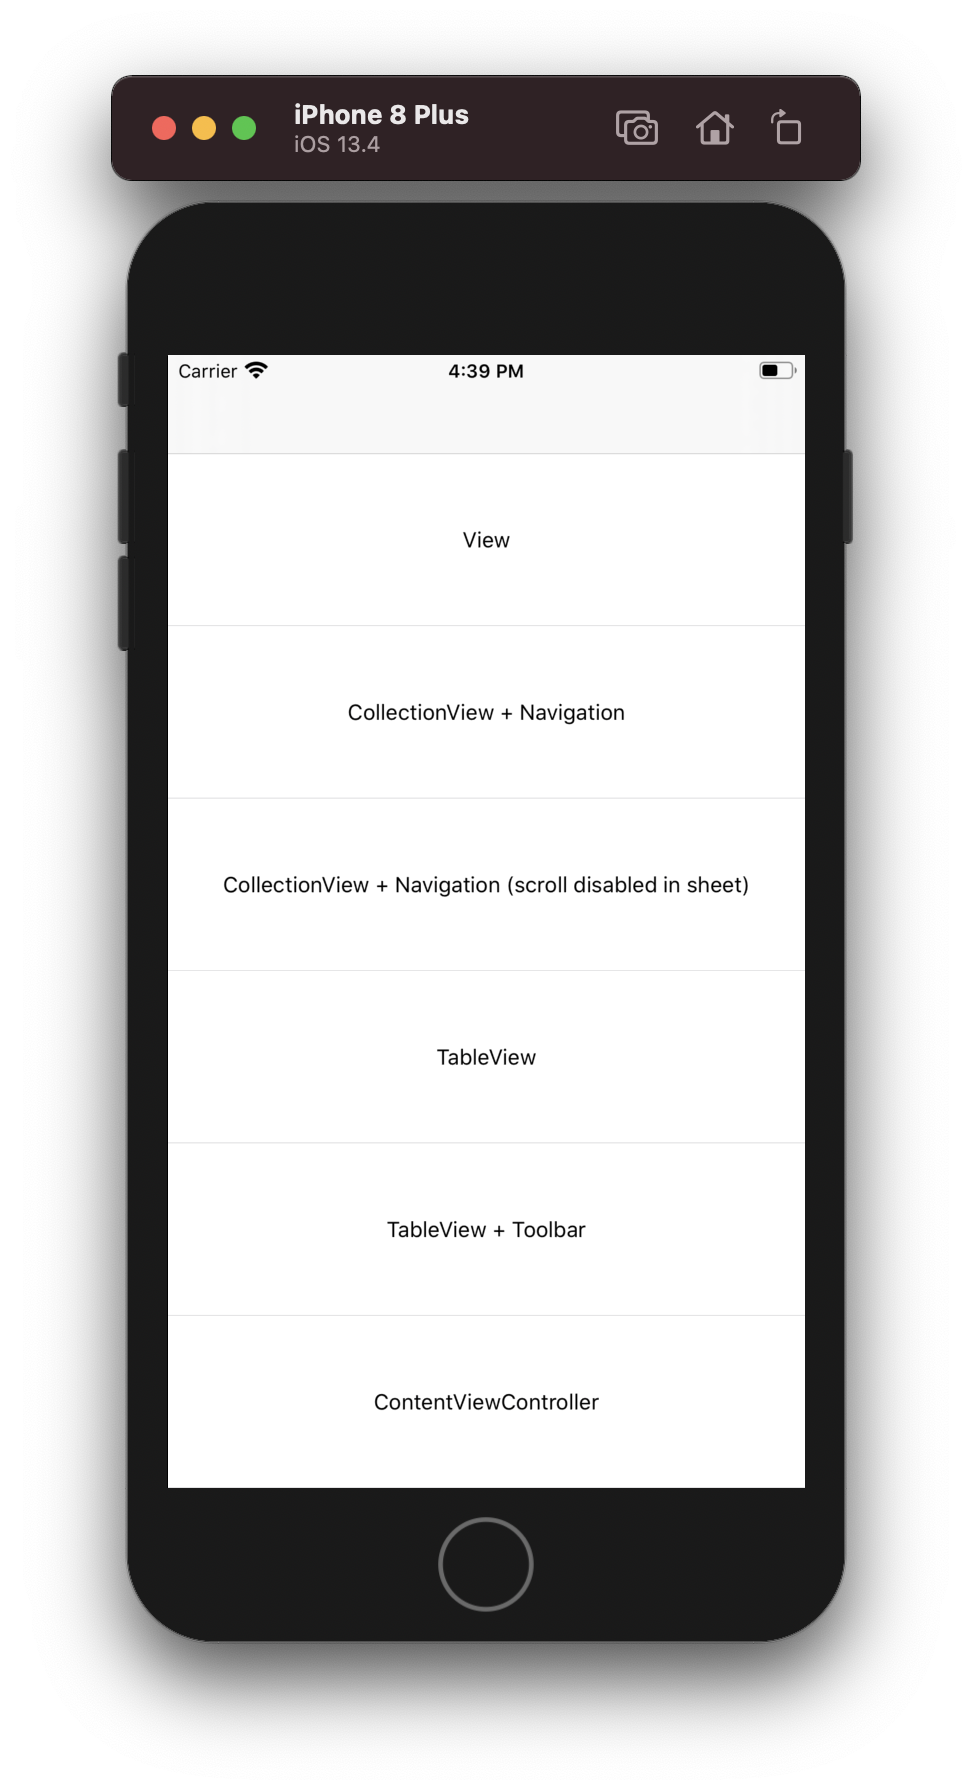 iPhone 8 Plus
iOS 13.4
Carrier 4:39 PM
View
CollectionView + Navigation
CollectionView + Navigation (scroll disabled in sheet)
TableView
TableView + Toolbar
ContentViewController